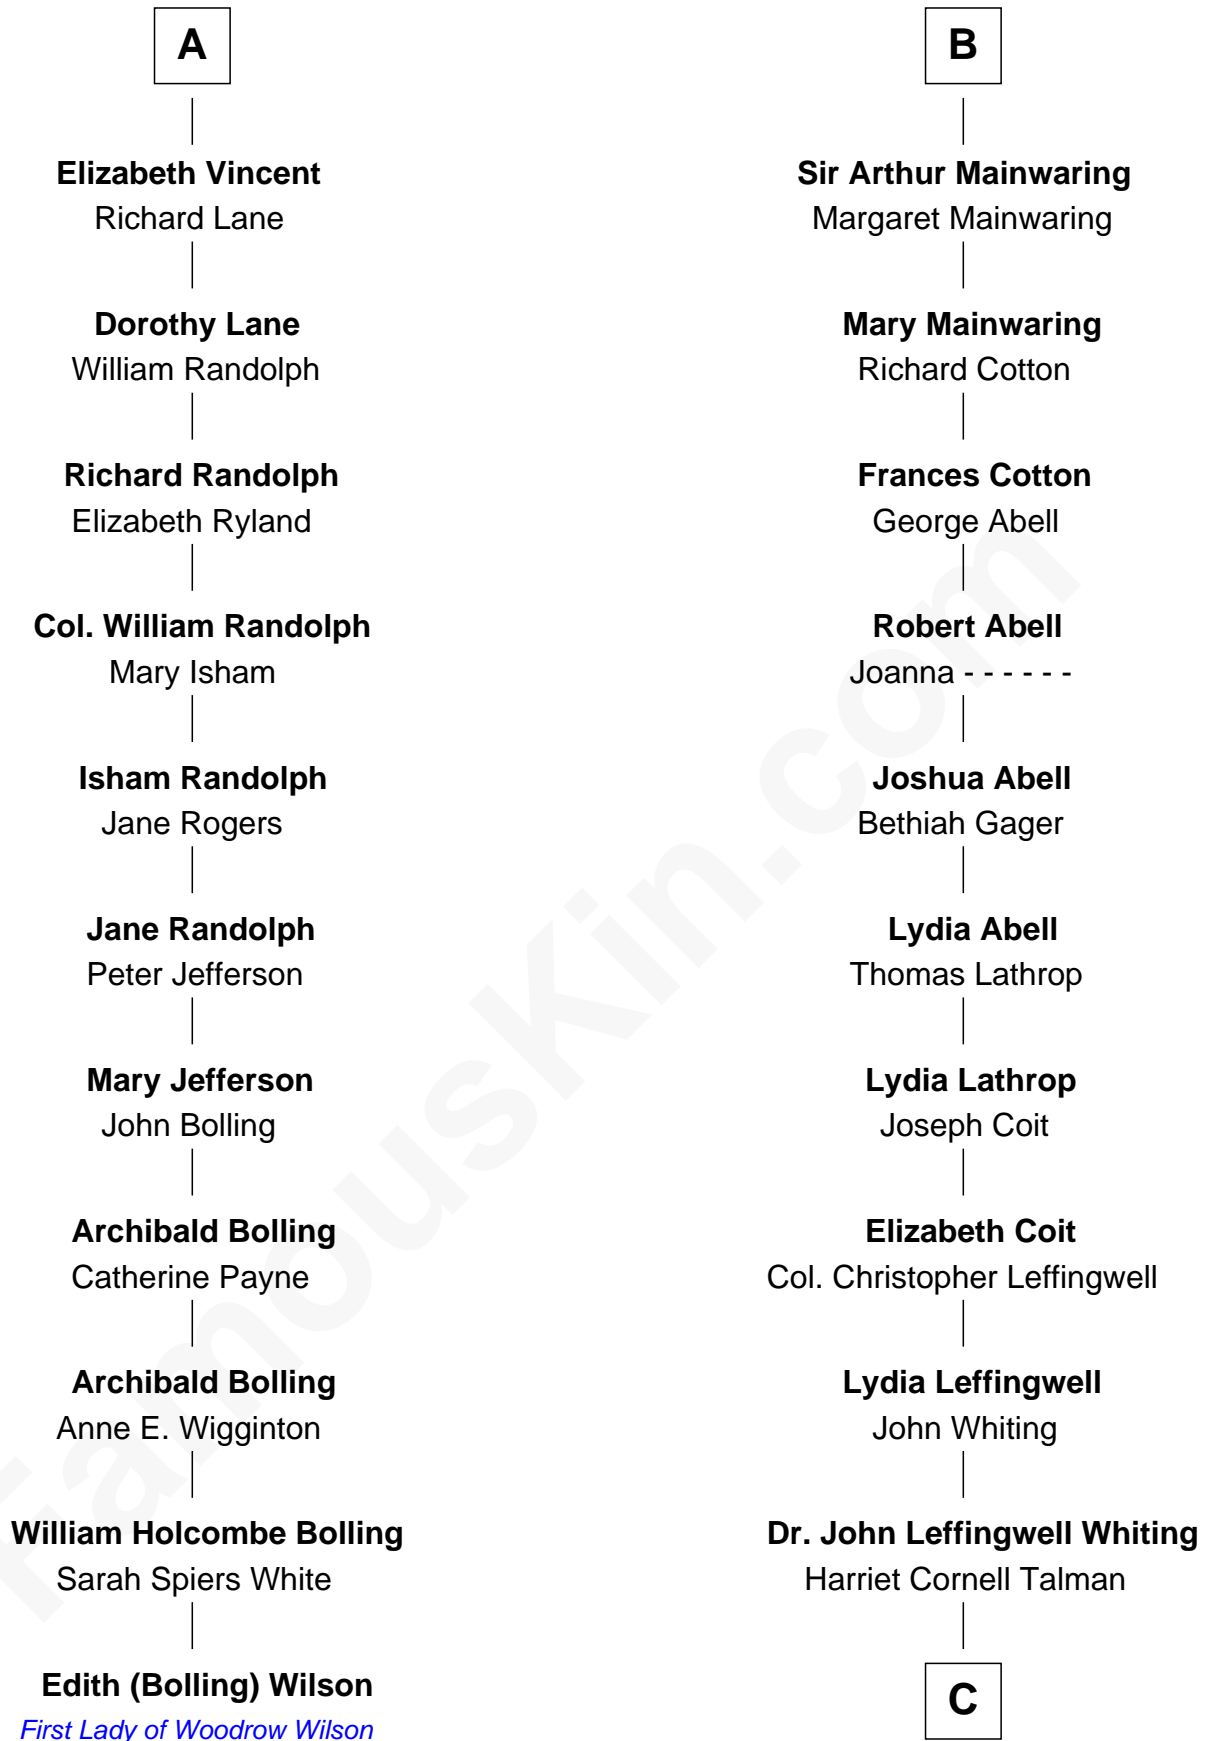 A
Elizabeth Vincent
Richard Lane
Dorothy Lane
William Randolph
Richard Randolph
Elizabeth Ryland
Col. William Randolph
Mary Isham
Isham Randolph
Jane Rogers
Jane Randolph
Peter Jefferson
Mary Jefferson
John Bolling
Archibald Bolling
Catherine Payne
Archibald Bolling
Anne E. Wigginton
William Holcombe Bolling
Sarah Spiers White
Edith (Bolling) Wilson
First Lady of Woodrow Wilson
B
Sir Arthur Mainwaring
Margaret Mainwaring
Mary Mainwaring
Richard Cotton
Frances Cotton
George Abell
Robert Abell
Joanna - - - - - -
Joshua Abell
Bethiah Gager
Lydia Abell
Thomas Lathrop
Lydia Lathrop
Joseph Coit
Elizabeth Coit
Col. Christopher Leffingwell
Lydia Leffingwell
John Whiting
Dr. John Leffingwell Whiting
Harriet Cornell Talman
C
FamousKin.com